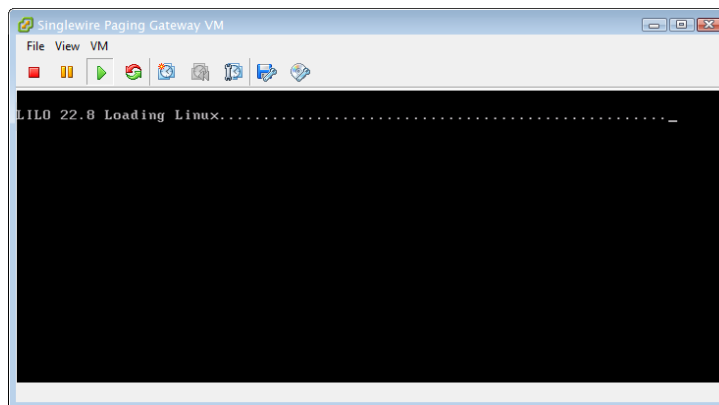 Singlewire Paging Gateway VM
File View VM
LILO 22.8 Loading Linux..................................................._